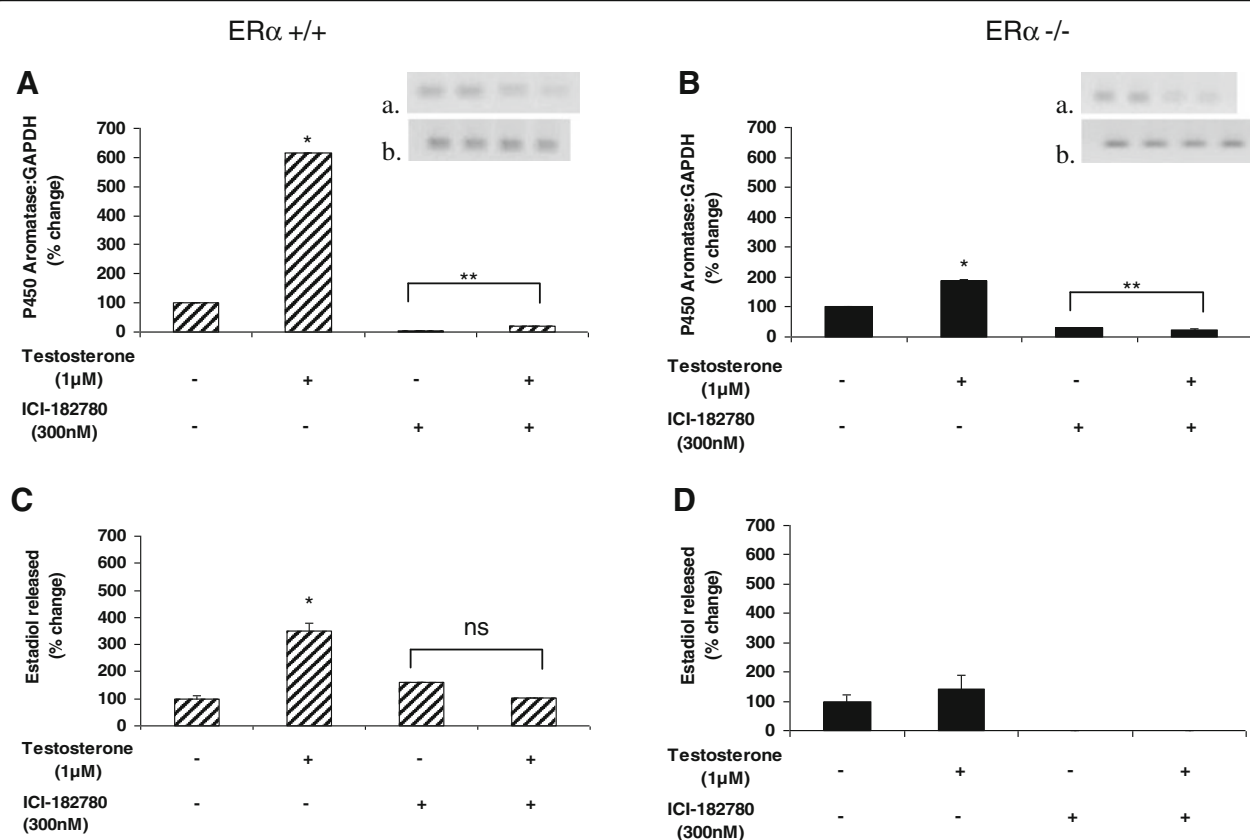 ERα +/+
ERα -/-
A
a.
b.
P450 Aromatase:GAPDH
(% change)
700
600
500
400
300
200
100
0
*
**
Testosterone
(1µM)
- + - +
ICI-182780
(300nM)
- - + +
B
a.
b.
P450 Aromatase:GAPDH
(% change)
700
600
500
400
300
200
100
0
*
**
Testosterone
(1µM)
- + - +
ICI-182780
(300nM)
- - + +
C
Estadiol released
(% change)
700
600
500
400
300
200
100
0
*
ns
Testosterone
(1µM)
- + - +
ICI-182780
(300nM)
- - + +
D
Estadiol released
(% change)
700
600
500
400
300
200
100
0
Testosterone
(1µM)
- + - +
ICI-182780
(300nM)
- - + +